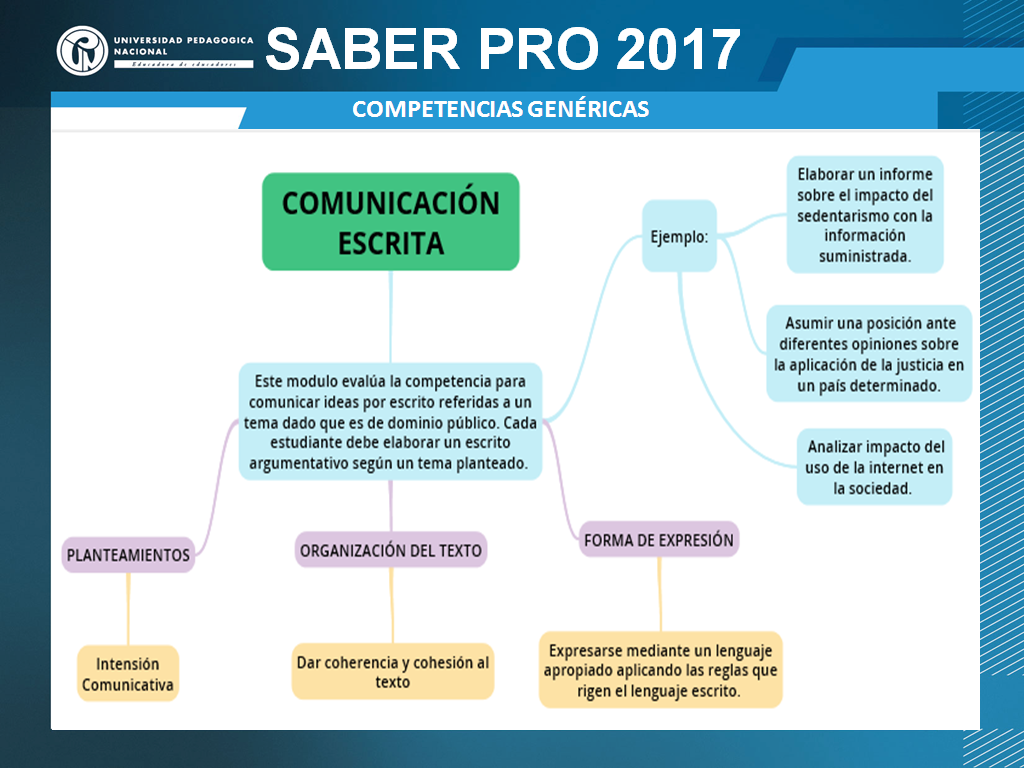 UNIVERSIDAD PEDAGOGICA
NACIONAL
Educadora de educadores
SABER PRO 2017
COMPETENCIAS GENÉRICAS
COMUNICACIÓN
ESCRITA
Ejemplo:
Elaborar un informe
sobre el impacto del
sedentarismo con la
información
suministrada.
Asumir una posición ante
diferentes opiniones sobre
la aplicación de la justicia en
un país determinado.
Analizar impacto del
uso de la internet en
la sociedad.
Este modulo evalúa la competencia para
comunicar ideas por escrito referidas a un
tema dado que es de dominio público. Cada
estudiante debe elaborar un escrito
argumentativo según un tema planteado.
PLANTEAMIENTOS
Intensión
Comunicativa
ORGANIZACIÓN DEL TEXTO
Dar coherencia y cohesión al
texto
FORMA DE EXPRESIÓN
Expresarse mediante un lenguaje
apropiado aplicando las reglas que
rigen el lenguaje escrito.